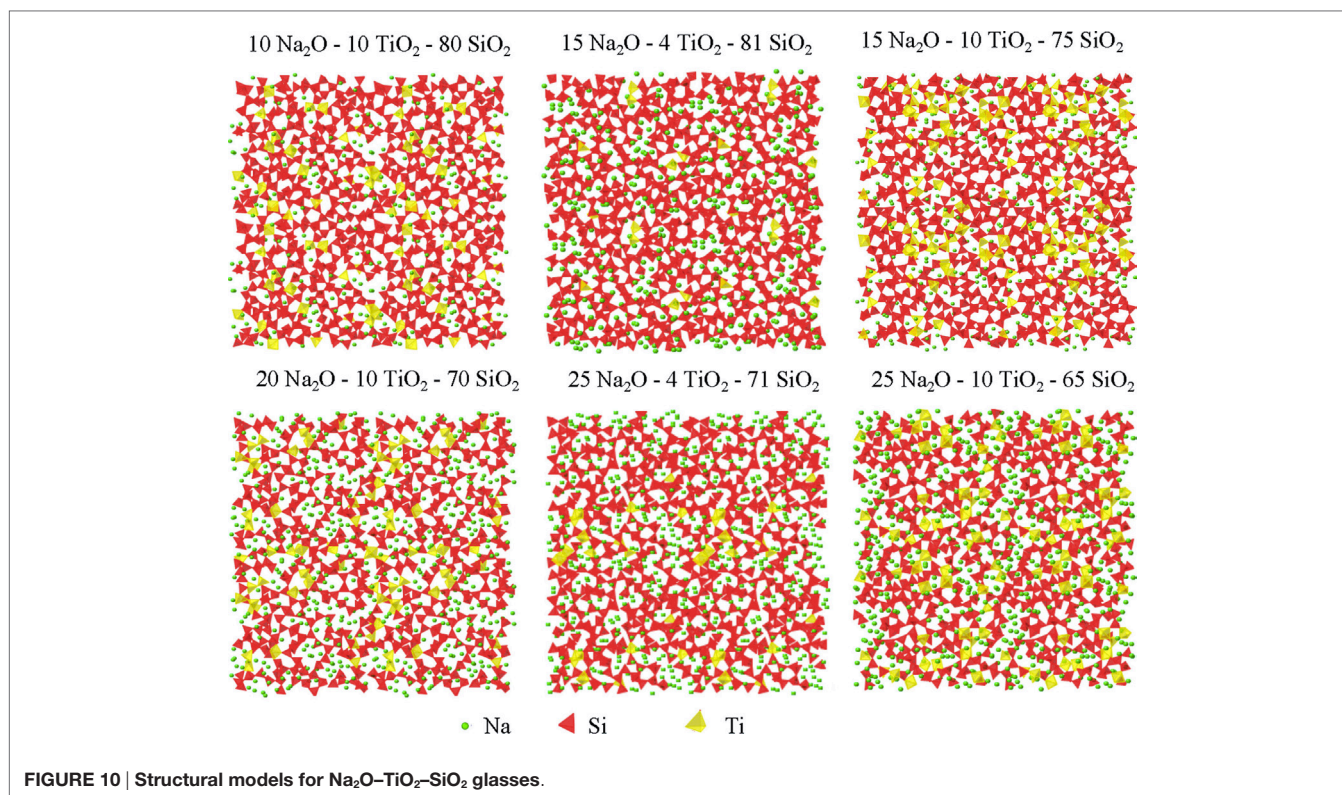 10 Na₂O - 10 TiO₂ - 80 SiO₂ 15 Na₂O - 4 TiO₂ - 81 SiO₂ 15 Na₂O - 10 TiO₂ - 75 SiO₂
20 Na₂O - 10 TiO₂ - 70 SiO₂ 25 Na₂O - 4 TiO₂ - 71 SiO₂ 25 Na₂O - 10 TiO₂ - 65 SiO₂
Na Si Ti
FIGURE 10 | Structural models for Na₂O–TiO₂–SiO₂ glasses.